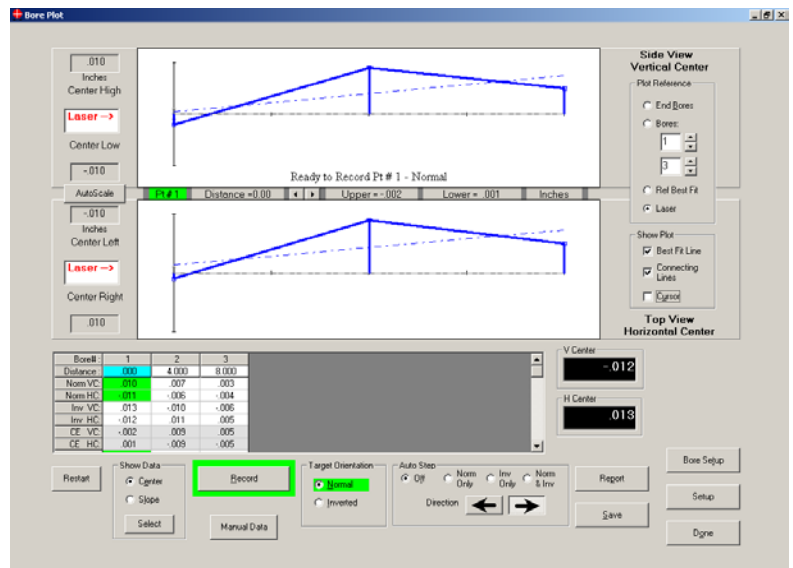 Bore Plot
.010
Inches
Center High
Laser -->
Center Low
-.010
AutoScale
-.010
Inches
Center Left
Laser -->
Center Right
.010
Ready to Record Pt # 1 - Normal
Pt # 1 Distance =0.00 Upper = -.002 Lower = .001 Inches
Side View
Vertical Center
Plot Reference
End Bores
Bores:
1
3
Rel Best Fit
Laser
Show Plot
Best Fit Line
Connecting
Lines
Cursor
Top View
Horizontal Center
Bore# : 1 2 3
Distance : .000 4.000 8.000
Norm VC: .010 .007 .003
Norm HC: -.011 -.006 -.004
Inv VC: .013 -.010 -.006
Inv HC: -.012 .011 .005
CE VC: -.002 .009 .005
CE HC: .001 -.009 -.005
V Center
-.012
H Center
.013
Restart
Show Data
Center
Slope
Select
Record
Manual Data
Target Orientation
Normal
Inverted
Auto Step
Off
Norm
Only
Inv
Only
Norm
& Inv
Direction
Report
Save
Bore Setup
Setup
Done